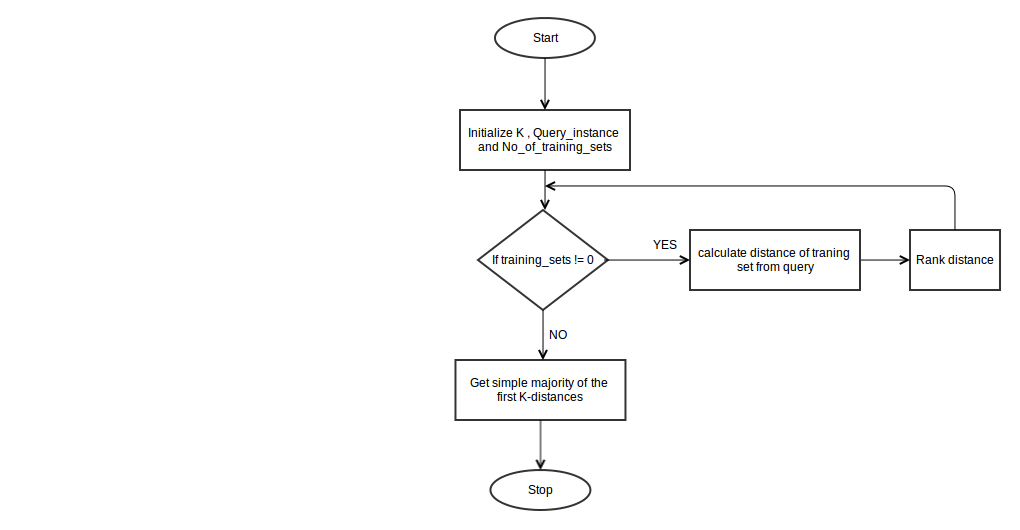 Start
Initialize K , Query_instance
and No_of_training_sets
If training_sets != 0
YES
calculate distance of traning
set from query
Rank distance
NO
Get simple majority of the
first K-distances
Stop